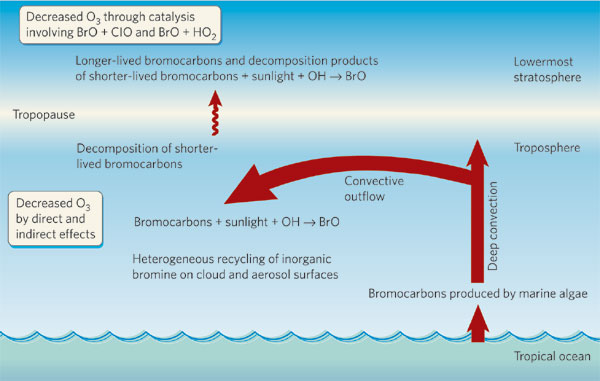 Decreased O3 through catalysis
involving BrO + ClO and BrO + HO2
Longer-lived bromocarbons and decomposition products
of shorter-lived bromocarbons + sunlight + OH → BrO
Lowermost
stratosphere
Tropopause
Decomposition of shorter-
lived bromocarbons
Troposphere
Convective
outflow
Decreased O3
by direct and
indirect effects
Bromocarbons + sunlight + OH → BrO
Deep convection
Heterogeneous recycling of inorganic
bromine on cloud and aerosol surfaces
Bromocarbons produced by marine algae
Tropical ocean